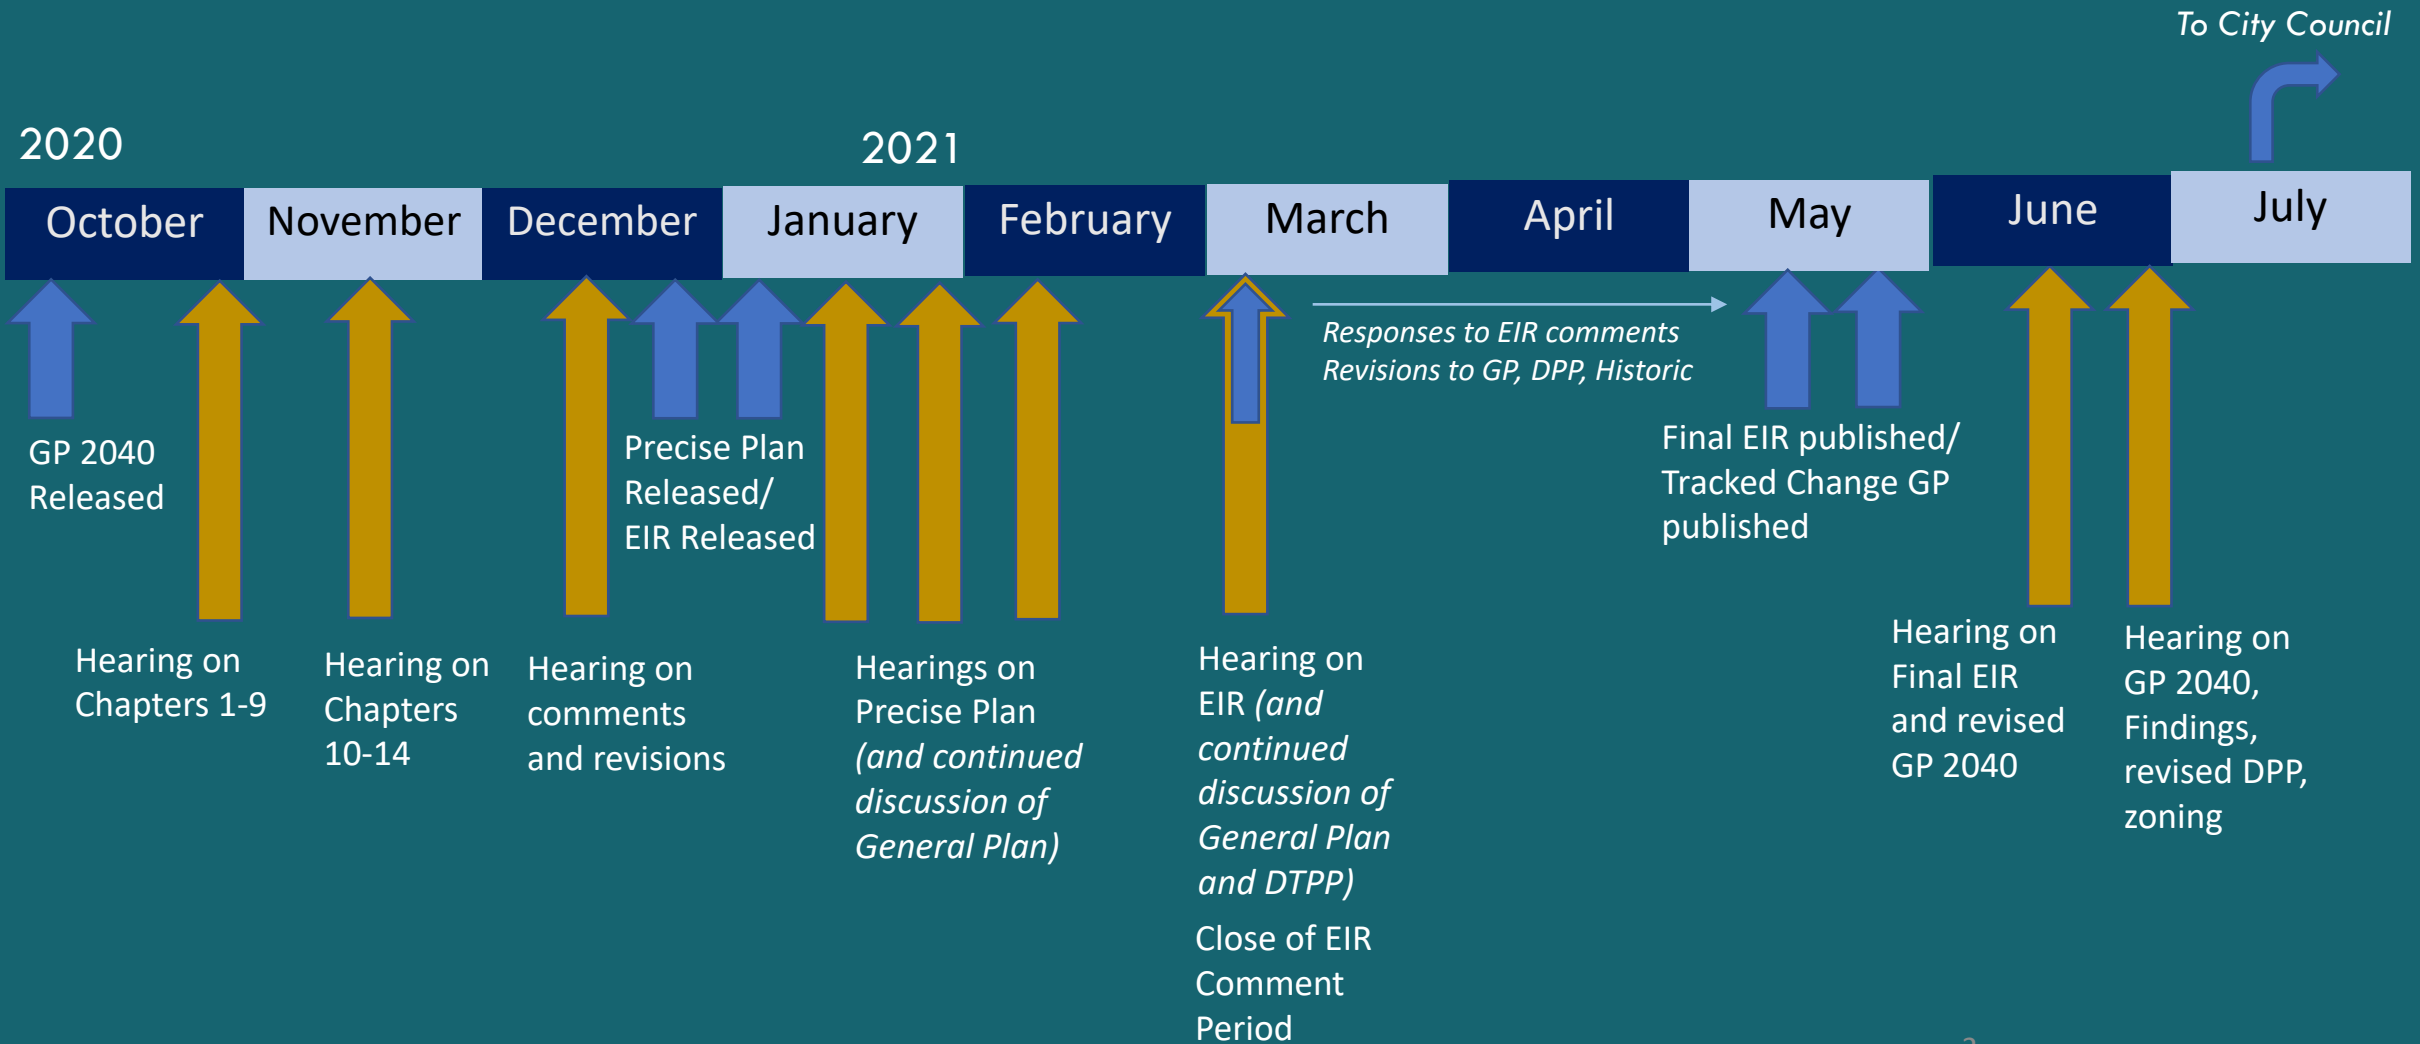 To City Council
2020
2021
October
November
December
January
February
March
April
May
June
July
Responses to EIR comments
Revisions to GP, DPP, Historic
GP 2040
Released
Precise Plan
Released/
EIR Released
Final EIR published/
Tracked Change GP
published
Hearing on
Chapters 1-9
Hearing on
Chapters
10-14
Hearing on
comments
and revisions
Hearings on
Precise Plan
(and continued
discussion of
General Plan)
Hearing on
EIR (and
continued
discussion of
General Plan
and DTPP)
Close of EIR
Comment
Period
Hearing on
Final EIR
and revised
GP 2040
Hearing on
GP 2040,
Findings,
revised DPP,
zoning